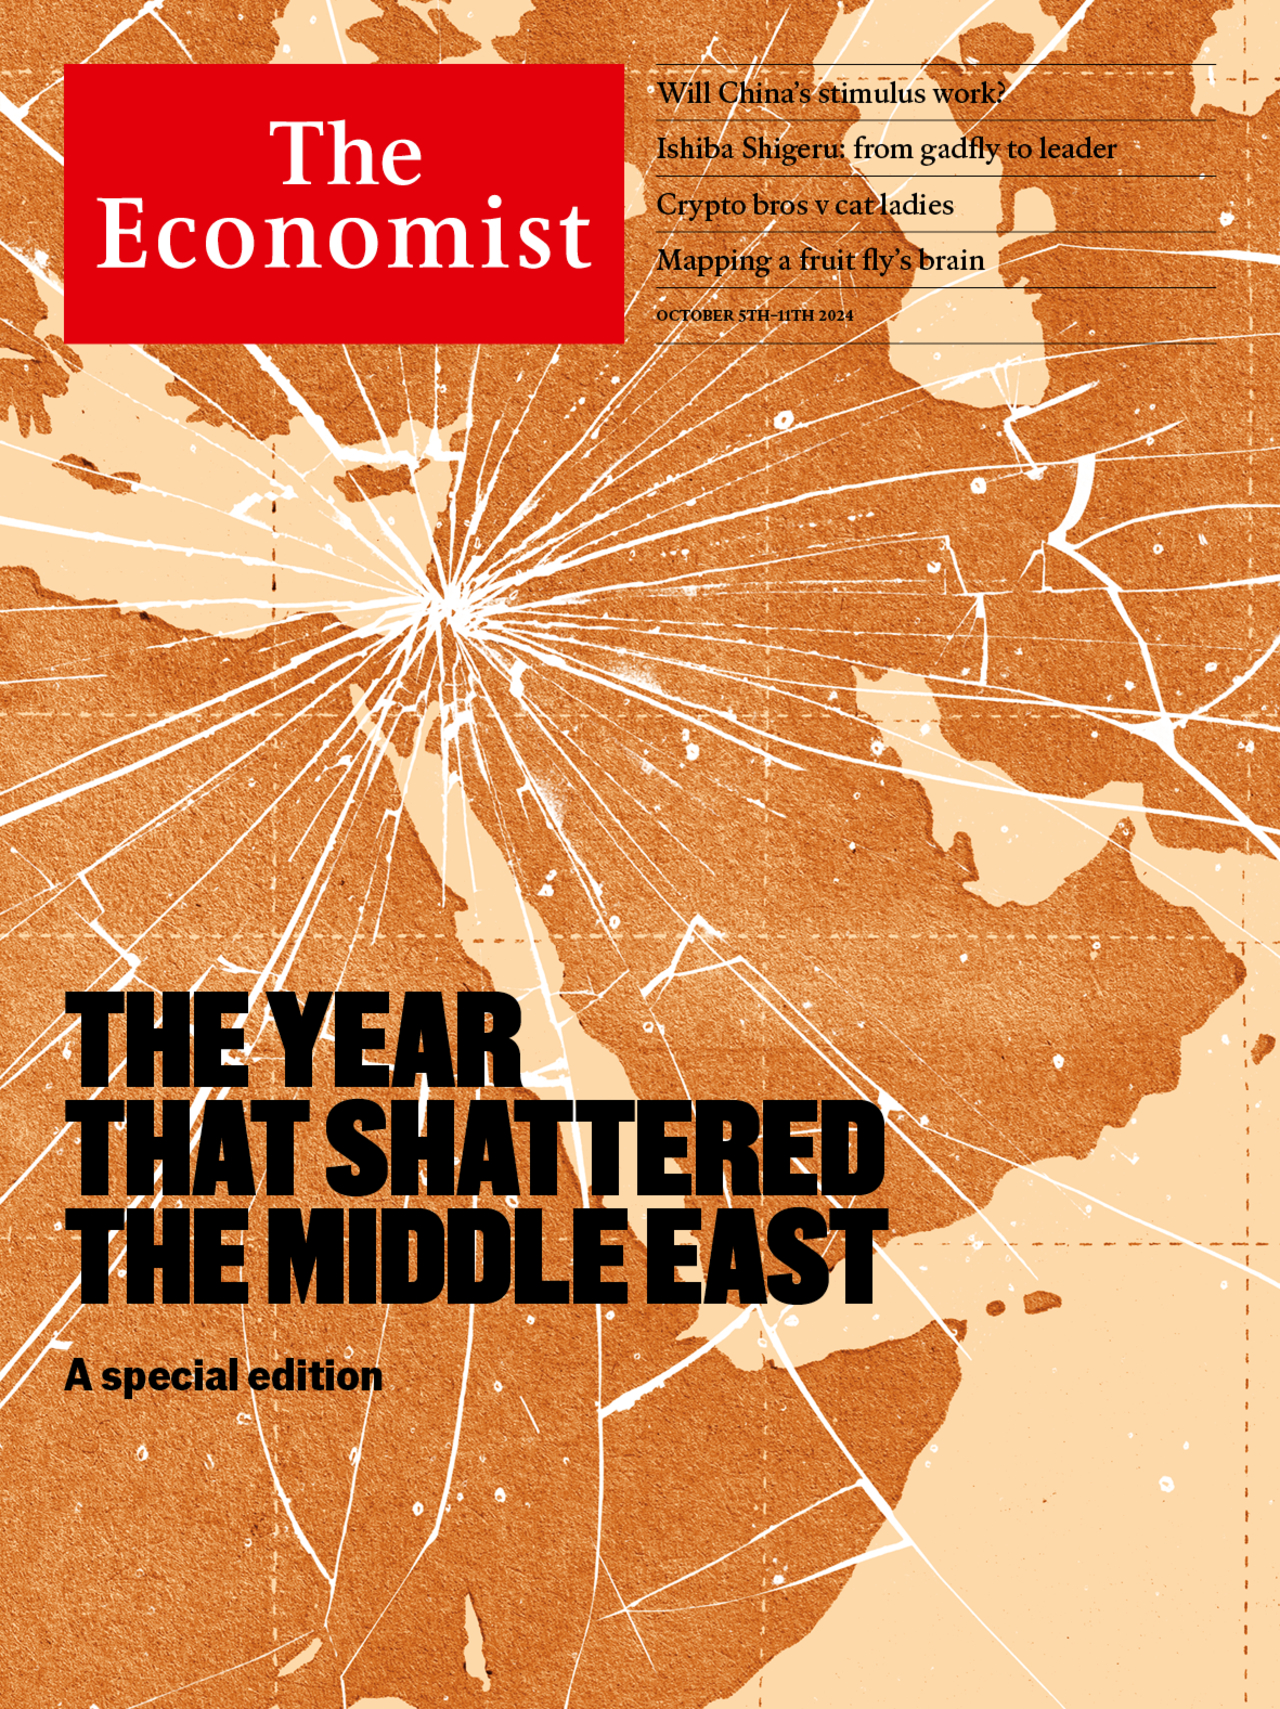 The
Economist
Will China's stimulus work?
Ishiba Shigeru: from gadfly to leader
Crypto bros v cat ladies
Mapping a fruit fly's brain
OCTOBER 5TH–11TH 2024
THE YEAR
THAT SHATTERED
THE MIDDLE EAST
A special edition